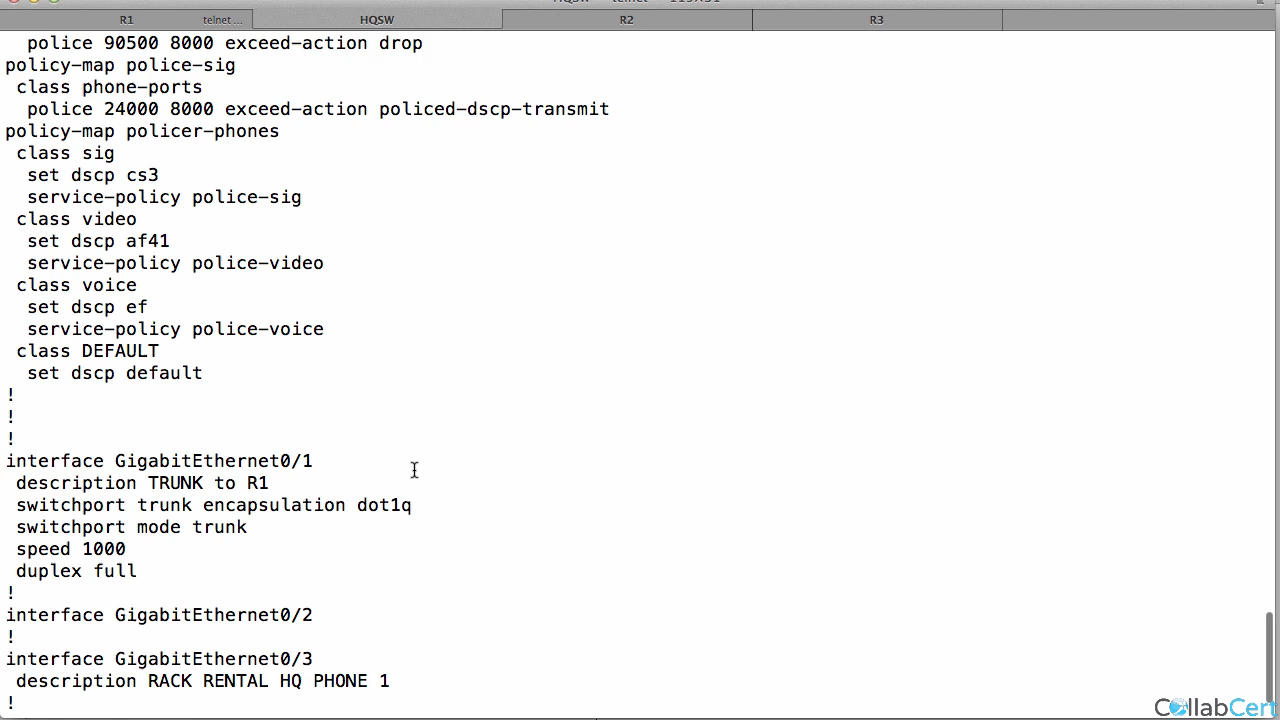 R1
telnet ...
HQSW
R2
R3
police 90500 8000 exceed-action drop
policy-map police-sig
class phone-ports
police 24000 8000 exceed-action policed-dscp-transmit
policy-map policer-phones
class sig
set dscp cs3
service-policy police-sig
class video
set dscp af41
service-policy police-video
class voice
set dscp ef
service-policy police-voice
class DEFAULT
set dscp default
!
!
!
interface GigabitEthernet0/1
description TRUNK to R1
switchport trunk encapsulation dot1q
switchport mode trunk
speed 1000
duplex full
!
interface GigabitEthernet0/2
!
interface GigabitEthernet0/3
description RACK RENTAL HQ PHONE 1
!
CollabCert